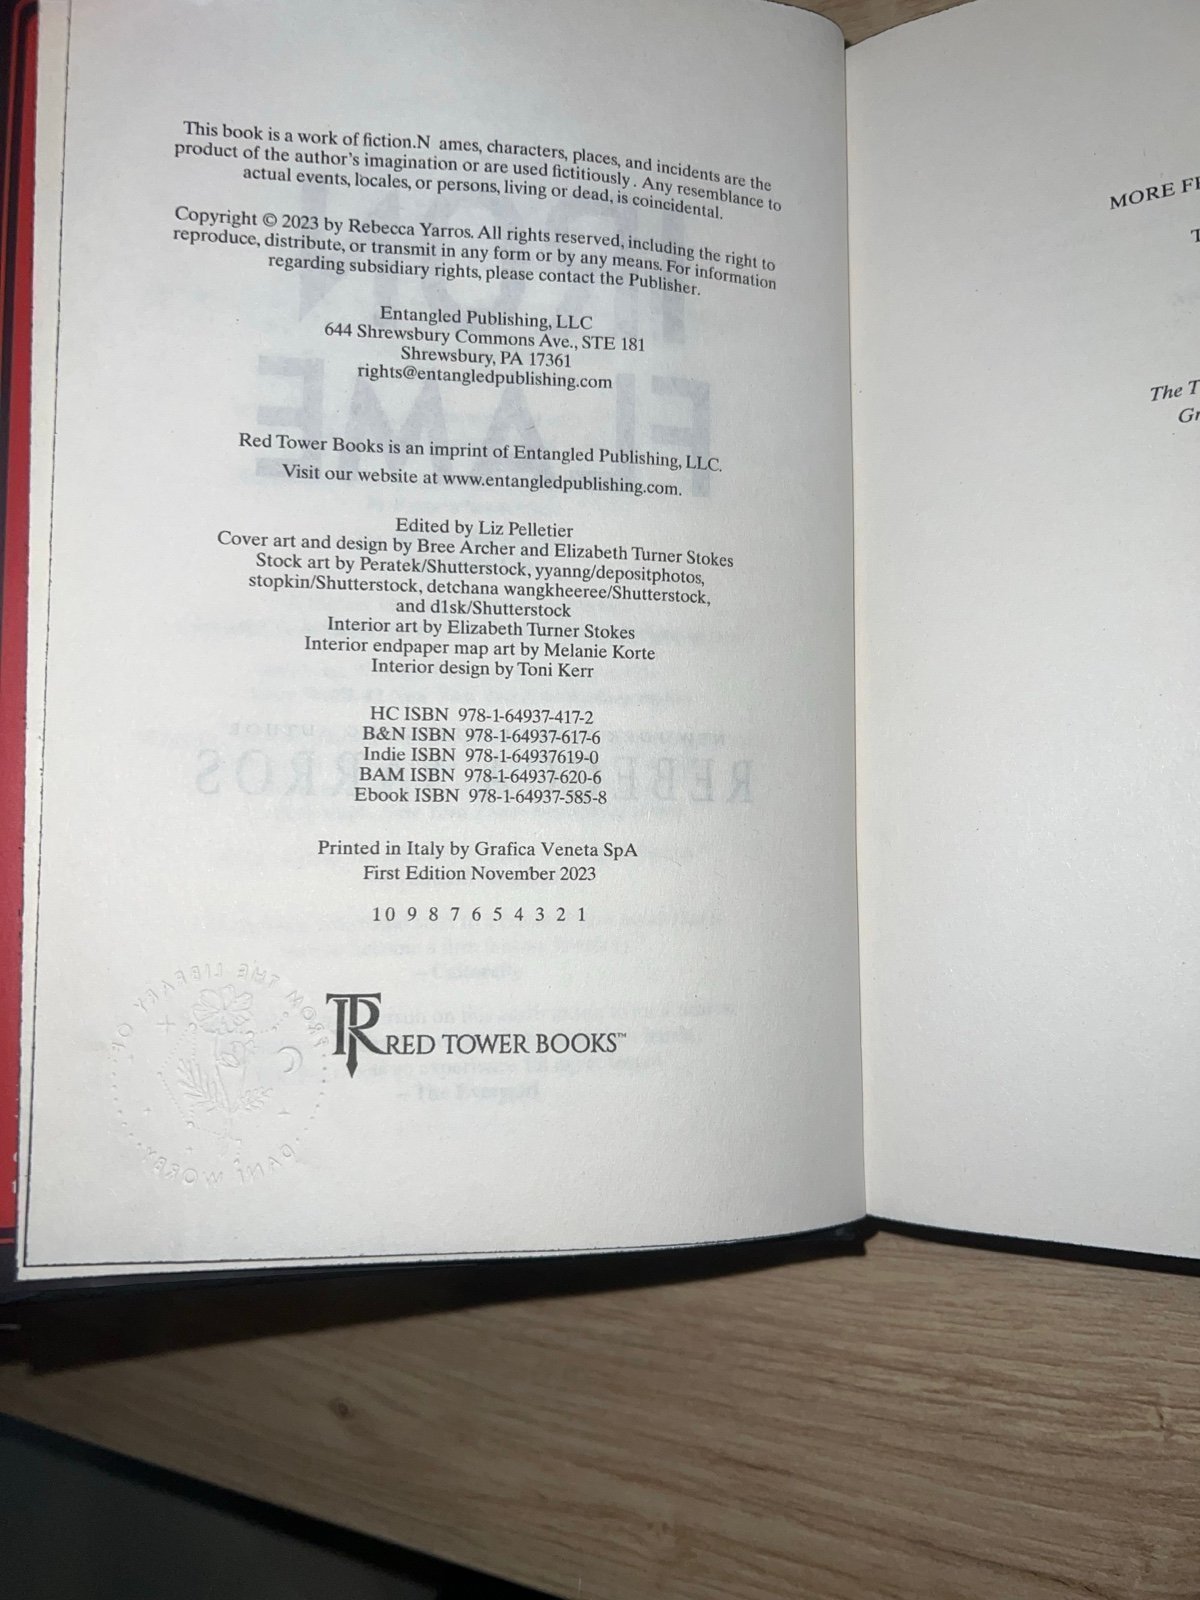 This book is a work of fiction.N ames, characters, places, and incidents are the
product of the author's imagination or are used fictitiously . Any resemblance to
actual events, locales, or persons, living or dead, is coincidental.
Copyright © 2023 by Rebecca Yarros. All rights reserved, including the right to
reproduce, distribute, or transmit in any form or by any means. For information
regarding subsidiary rights, please contact the Publisher.
Entangled Publishing, LLC
644 Shrewsbury Commons Ave., STE 181
Shrewsbury, PA 17361
rights@entangledpublishing.com
Red Tower Books is an imprint of Entangled Publishing, LLC.
Visit our website at www.entangledpublishing.com.
Edited by Liz Pelletier
Cover art and design by Bree Archer and Elizabeth Turner Stokes
Stock art by Peratek/Shutterstock, yyanng/depositphotos,
stopkin/Shutterstock, detchana wangkheeree/Shutterstock,
and d1sk/Shutterstock
Interior art by Elizabeth Turner Stokes
Interior endpaper map art by Melanie Korte
Interior design by Toni Kerr
HC ISBN 978-1-64937-417-2
B&N ISBN 978-1-64937-617-6
Indie ISBN 978-1-64937619-0
BAM ISBN 978-1-64937-620-6
Ebook ISBN 978-1-64937-585-8
Printed in Italy by Grafica Veneta SpA
First Edition November 2023
10 9 8 7 6 5 4 3 2 1
TR RED TOWER BOOKS™
FROM THE LIBRARY OF
DANI WORBY
MORE
The